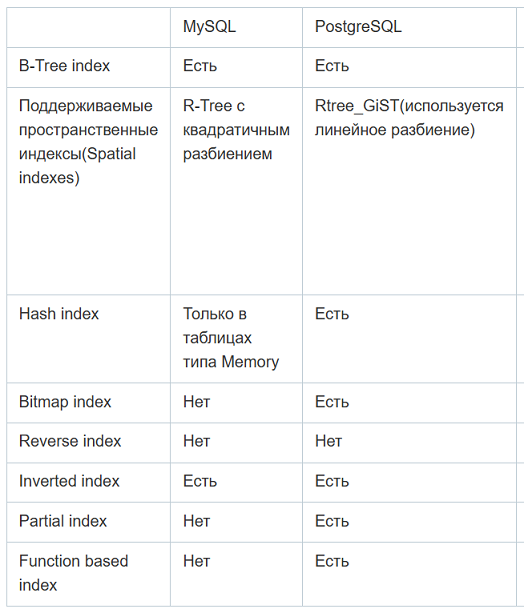 MySQL PostgreSQL
B-Tree index Есть Есть
Поддерживаемые R-Tree с Rtree_GiST(используется
пространственные квадратичным линейное разбиение)
индексы(Spatial разбиением
indexes)
Hash index Только в Есть
таблицах
типа Memory
Bitmap index Нет Есть
Reverse index Нет Нет
Inverted index Есть Есть
Partial index Нет Есть
Function based Нет Есть
index